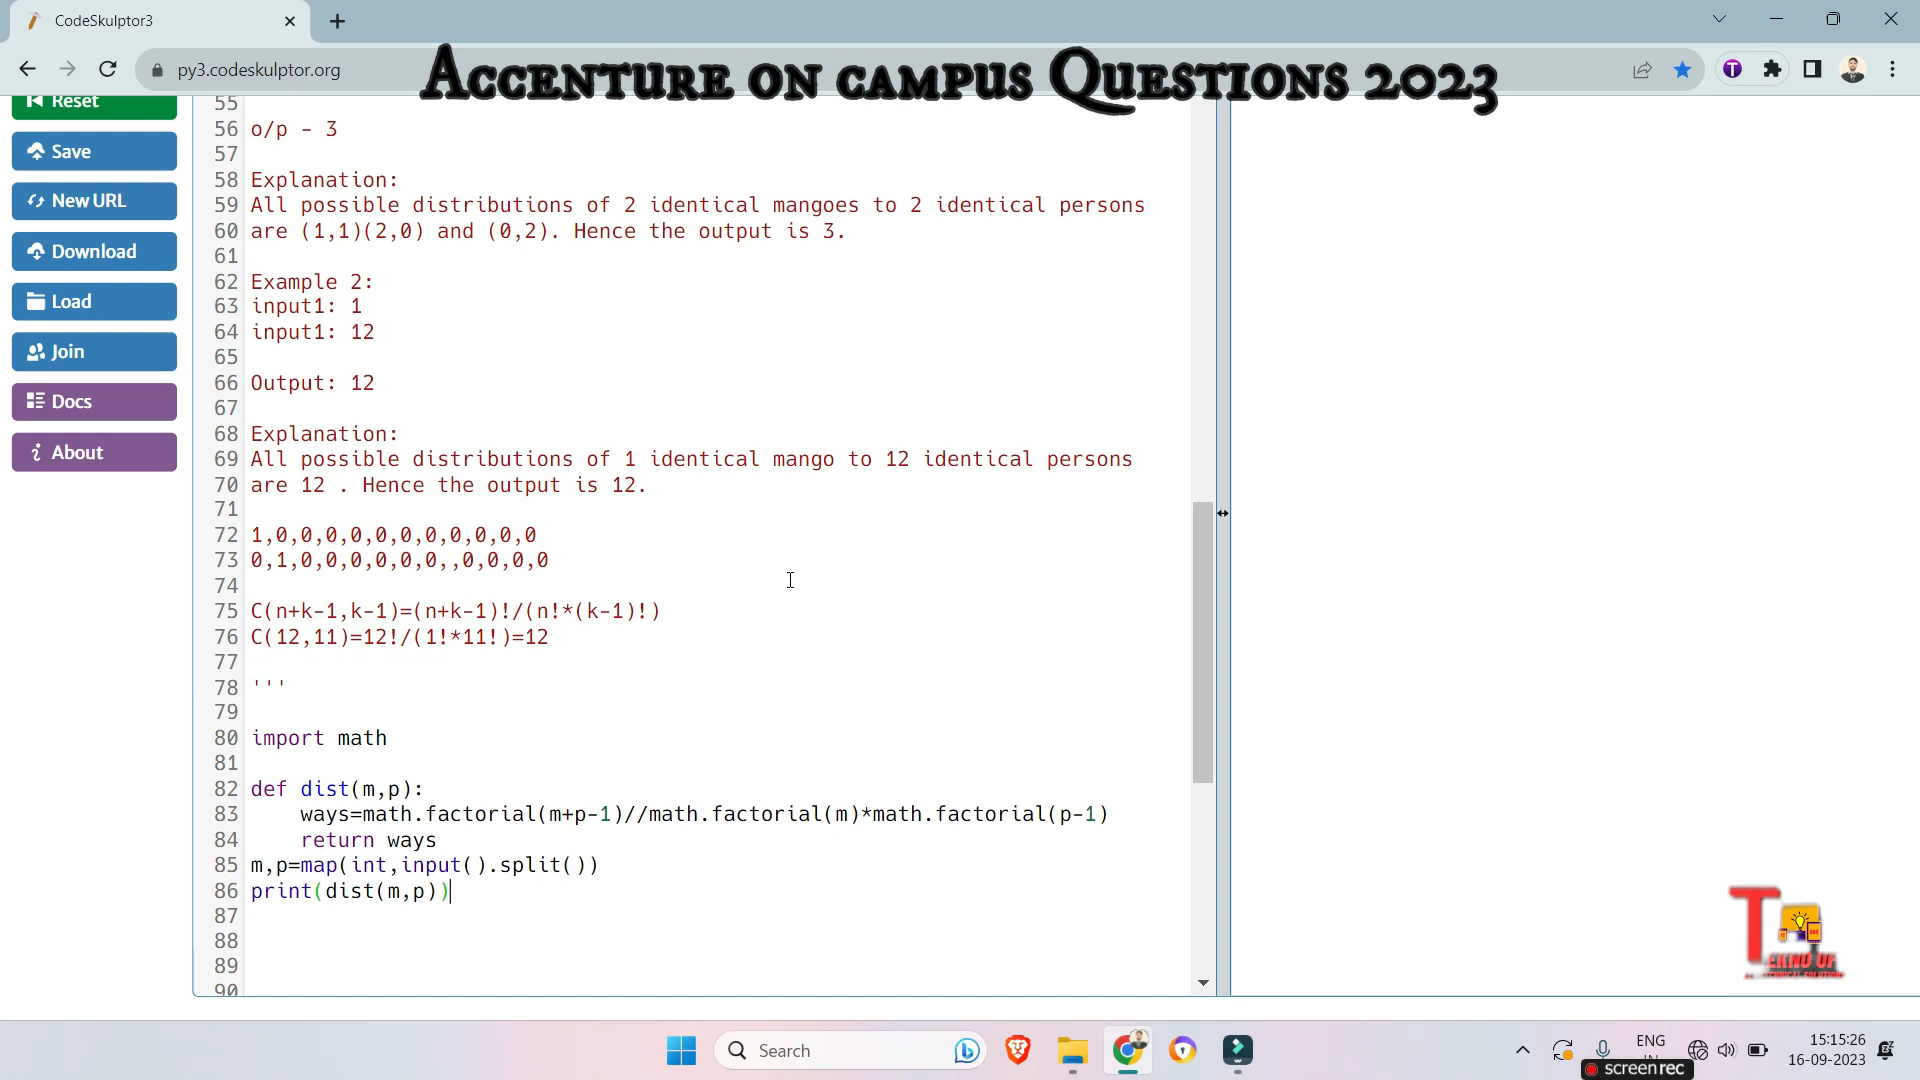 CodeSkulptor3
py3.codeskulptor.org
Accenture on campus Questions 2023
Reset
Save
New URL
Download
Load
Join
Docs
About
55
56 o/p - 3
57
58 Explanation:
59 All possible distributions of 2 identical mangoes to 2 identical persons
60 are (1,1)(2,0) and (0,2). Hence the output is 3.
61
62 Example 2:
63 input1: 1
64 input1: 12
65
66 Output: 12
67
68 Explanation:
69 All possible distributions of 1 identical mango to 12 identical persons
70 are 12 . Hence the output is 12.
71
72 1,0,0,0,0,0,0,0,0,0,0,0
73 0,1,0,0,0,0,0,0,,0,0,0,0
74
75 C(n+k-1,k-1)=(n+k-1)!/(n!*(k-1)!)
76 C(12,11)=12!/(1!*11!)=12
77
78 '''
79
80 import math
81
82 def dist(m,p):
83 ways=math.factorial(m+p-1)//math.factorial(m)*math.factorial(p-1)
84 return ways
85 m,p=map(int,input().split())
86 print(dist(m,p))
87
88
89
90
T
TEKNO UF
Search
ENG
15:15:26
16-09-2023
screen rec